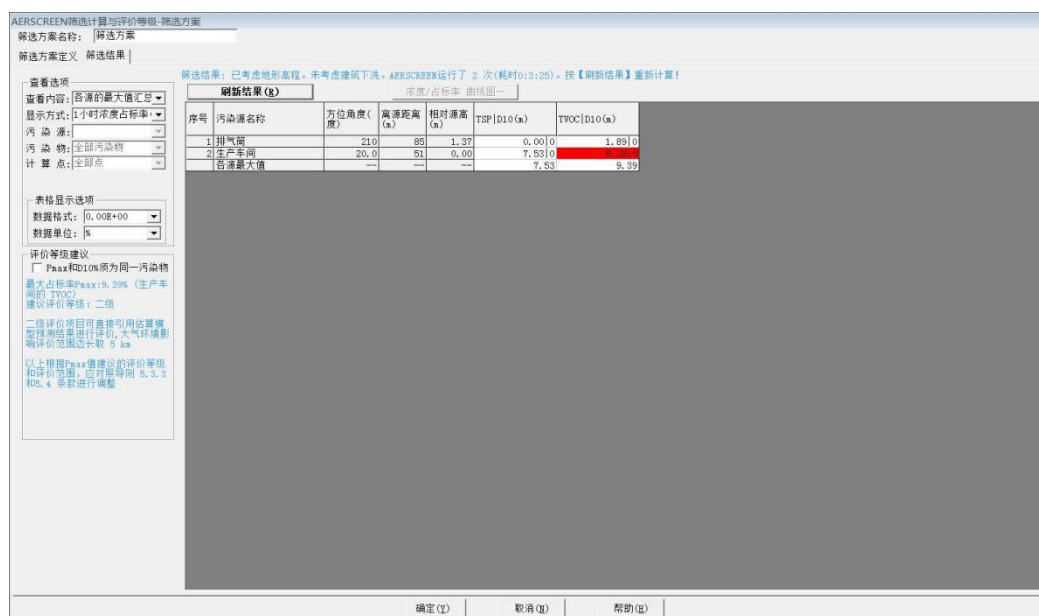 AERSCREEN筛选计算与评价等级-筛选方案
筛选方案名称: 筛选方案
筛选方案定义 筛选结果
筛选结果: 已考虑地形高程。未考虑建筑下洗。AERSCREEN运行了 2 次(耗时0:3:25)。按【刷新结果】重新计算!
查看选项
查看内容: 各源的最大值汇总
显示方式: 1小时浓度占标率
污 染 源:
污 染 物: 全部污染物
计 算 点: 全部点
表格显示选项
数据格式: 0.00E+00
数据单位: %
评价等级建议
Pmax和D10%须为同一污染物
最大占标率Pmax:9.39% (生产车
间的 TVOC)
建议评价等级: 二级
二级评价项目可直接引用估算模
型预测结果进行评价,大气环境影
响评价范围边长取 5 km
以上根据Pmax值建议的评价等级
和评价范围, 应对照导则 5.3.3
和5.4 条款进行调整
刷新结果(R) 浓度/占标率 曲线图…
序号 污染源名称 方位角度(度) 离源距离(m) 相对源高(m) TSP|D10(m) TVOC|D10(m)
1 排气筒 210 85 1.37 0.00|0 1.89|0
2 生产车间 20.0 51 0.00 7.53|0 9.39|0
各源最大值 -- -- -- 7.53 9.39
确定(Y) 取消(N) 帮助(H)